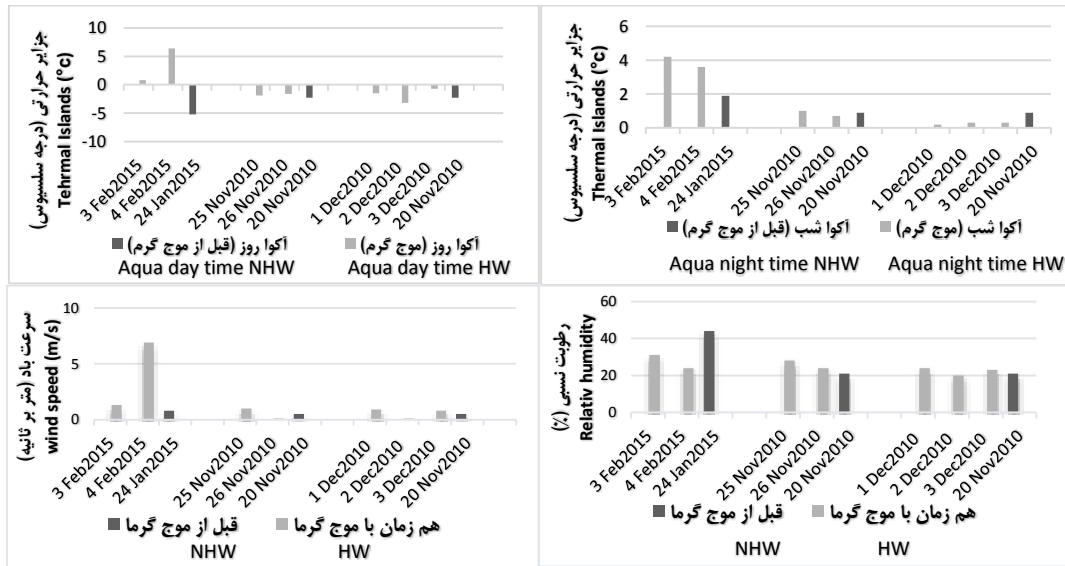 جزایر حرارتی (درجه سلسیوس)
Tehrmal Islands (°c)
10
5
0
-5
-10
3 Feb2015
4 Feb2015
24 Jan2015
25 Nov2010
26 Nov2010
20 Nov2010
1 Dec2010
2 Dec2010
3 Dec2010
20 Nov2010
آکوا روز (موج گرم) آکوا روز (قبل از موج گرم)
Aqua day time NHW Aqua day time HW
جزایر حرارتی (درجه سلسیوس)
Thermal Islands (°c)
6
4
2
0
3 Feb2015
4 Feb2015
24 Jan2015
25 Nov2010
26 Nov2010
20 Nov2010
1 Dec2010
2 Dec2010
3 Dec2010
20 Nov2010
آکوا شب (موج گرم) آکوا شب (قبل از موج گرم)
Aqua night time NHW Aqua night time HW
سرعت باد (متر بر ثانیه)
wind speed (m/s)
10
5
0
3 Feb2015
4 Feb2015
24 Jan2015
25 Nov2010
26 Nov2010
20 Nov2010
1 Dec2010
2 Dec2010
3 Dec2010
20 Nov2010
هم زمان با موج گرما قبل از موج گرما
NHW HW
رطوبت نسبی (%)
Relativ humidity
60
40
20
0
3 Feb2015
4 Feb2015
24 Jan2015
25 Nov2010
26 Nov2010
20 Nov2010
1 Dec2010
2 Dec2010
3 Dec2010
20 Nov2010
هم زمان با موج گرما قبل از موج گرما
NHW HW